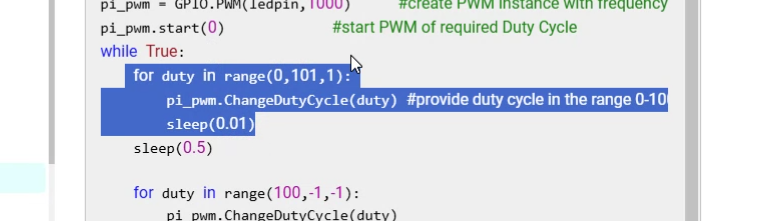 pi_pwm = GPIO.PWM(ledpin,1000) #create PWM instance with frequency
pi_pwm.start(0) #start PWM of required Duty Cycle
while True:
for duty in range(0,101,1):
pi_pwm.ChangeDutyCycle(duty) #provide duty cycle in the range 0-10
sleep(0.01)
sleep(0.5)
for duty in range(100,-1,-1):
pi_pwm.ChangeDutyCycle(duty)